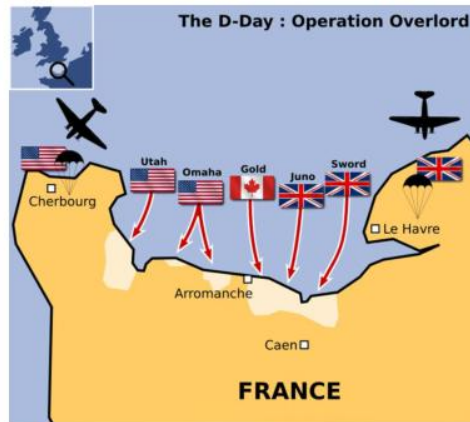 The D-Day : Operation Overlord
Utah
Omaha
Gold
Juno
Sword
Cherbourg
Le Havre
Arromanche
Caen
FRANCE